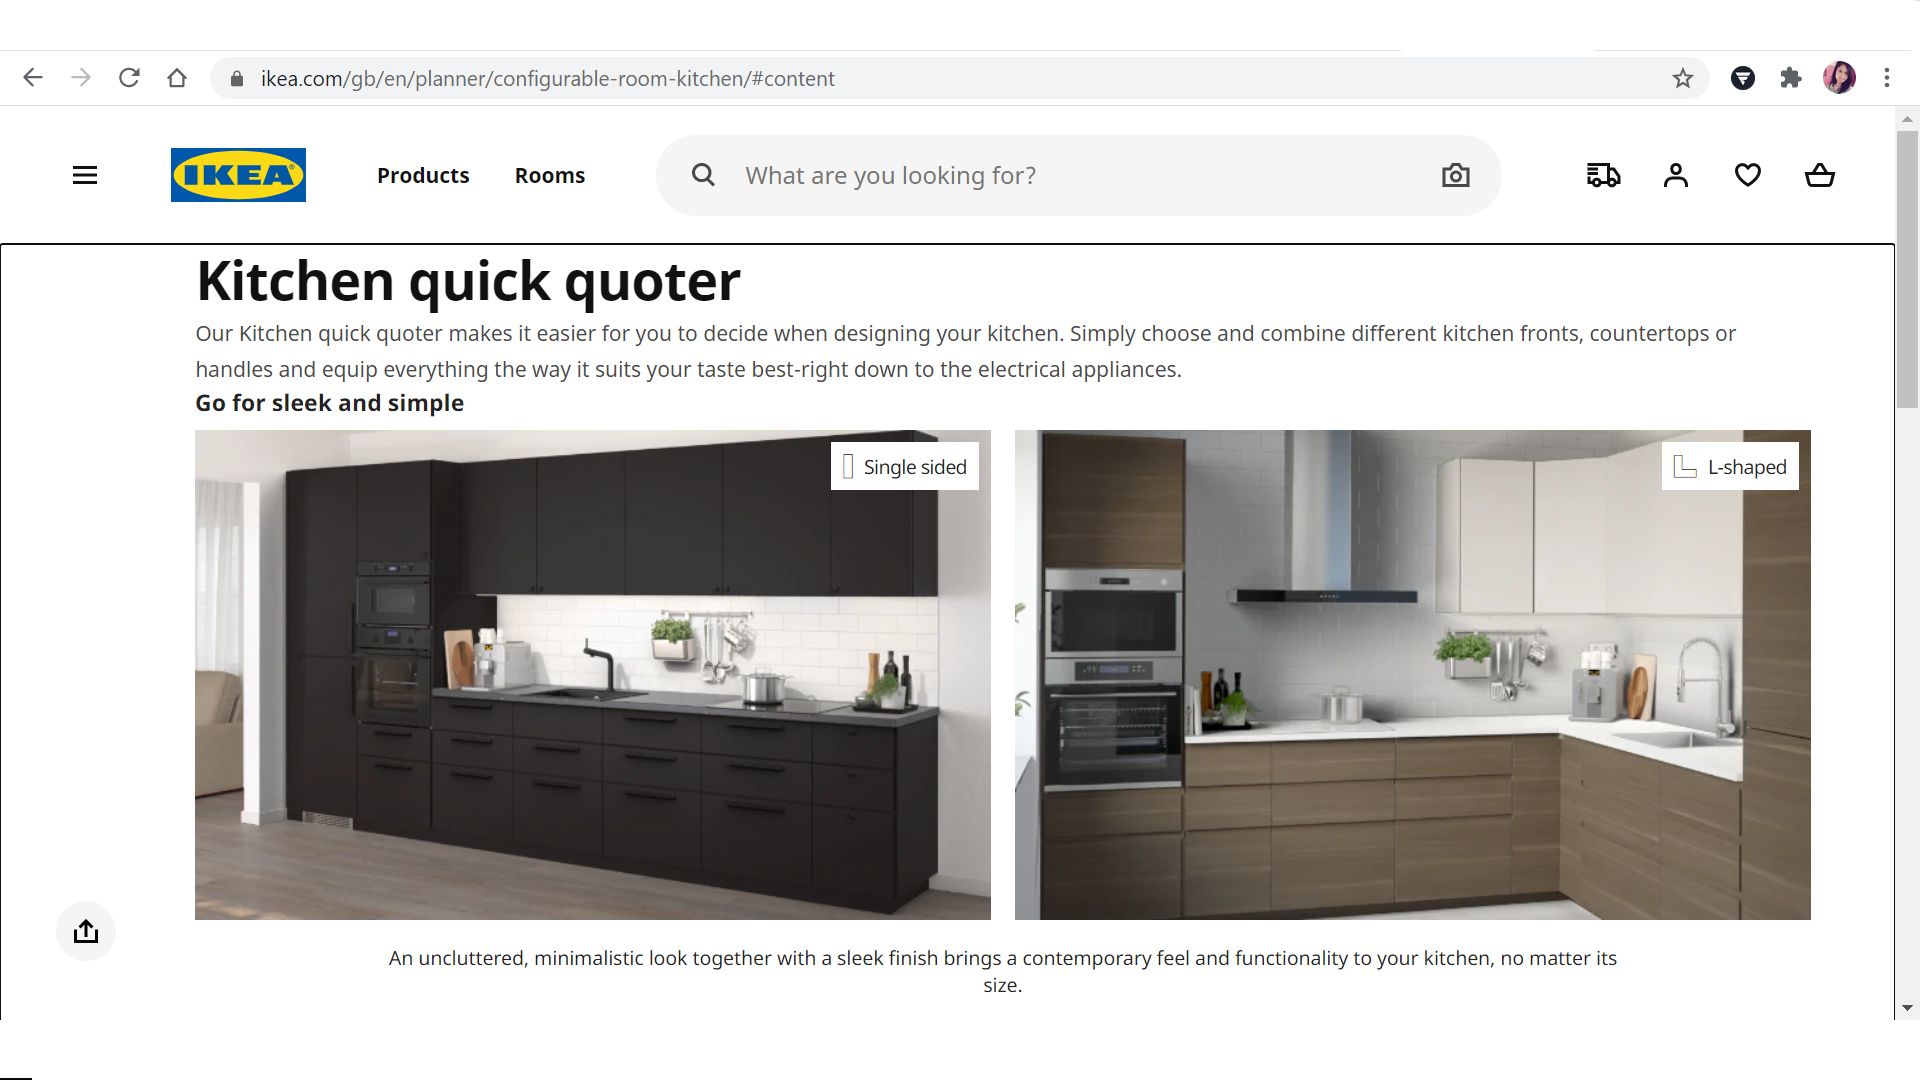 ikea.com/gb/en/planner/configurable-room-kitchen/#content
IKEA
Products
Rooms
What are you looking for?
Kitchen quick quoter
Our Kitchen quick quoter makes it easier for you to decide when designing your kitchen. Simply choose and combine different kitchen fronts, countertops or
handles and equip everything the way it suits your taste best-right down to the electrical appliances.
Go for sleek and simple
Single sided
L-shaped
An uncluttered, minimalistic look together with a sleek finish brings a contemporary feel and functionality to your kitchen, no matter its
size.